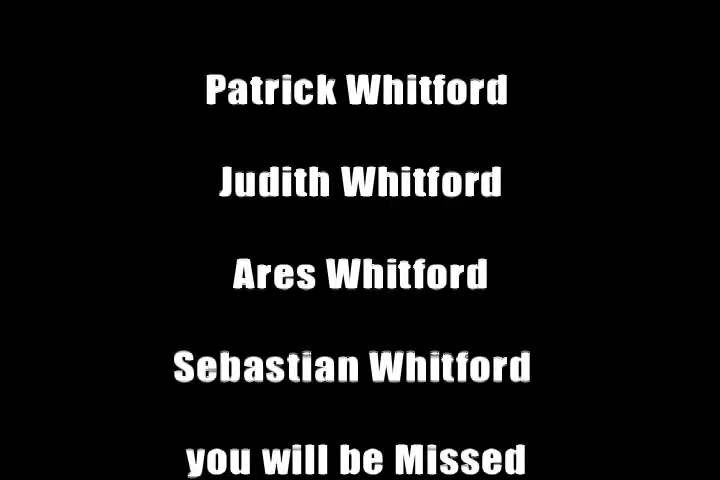 Patrick Whitford
Judith Whitford
Ares Whitford
Sebastian Whitford
you will be Missed